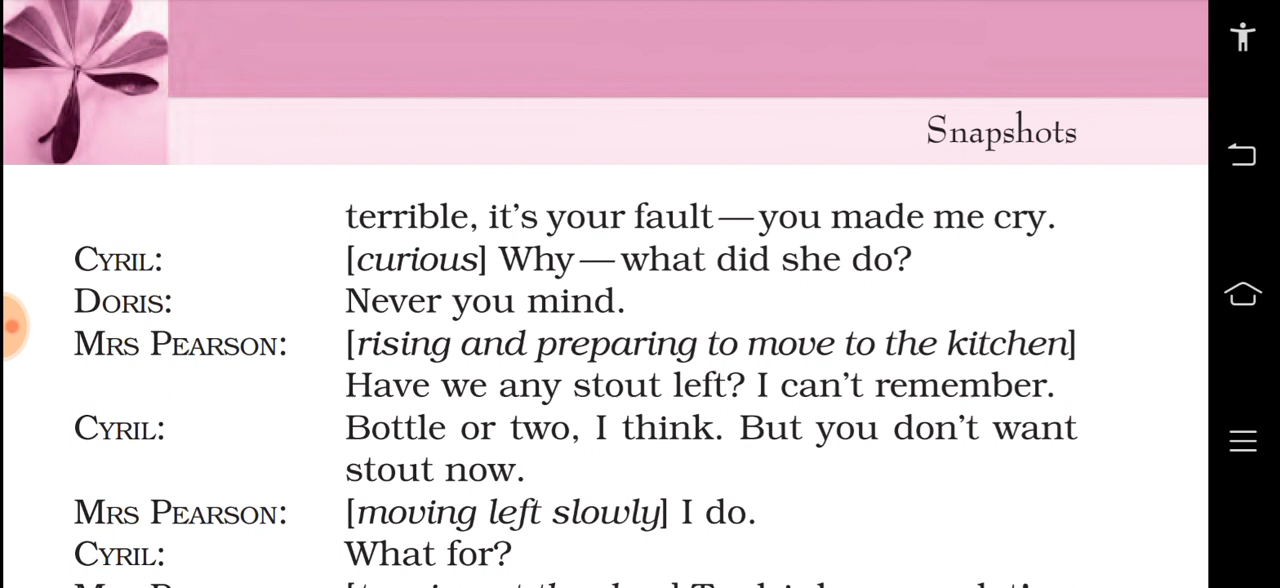 Snapshots
terrible, it's your fault—you made me cry.
CYRIL: [curious] Why—what did she do?
DORIS: Never you mind.
MRS PEARSON: [rising and preparing to move to the kitchen]
Have we any stout left? I can't remember.
CYRIL: Bottle or two, I think. But you don't want
stout now.
MRS PEARSON: [moving left slowly] I do.
CYRIL: What for?